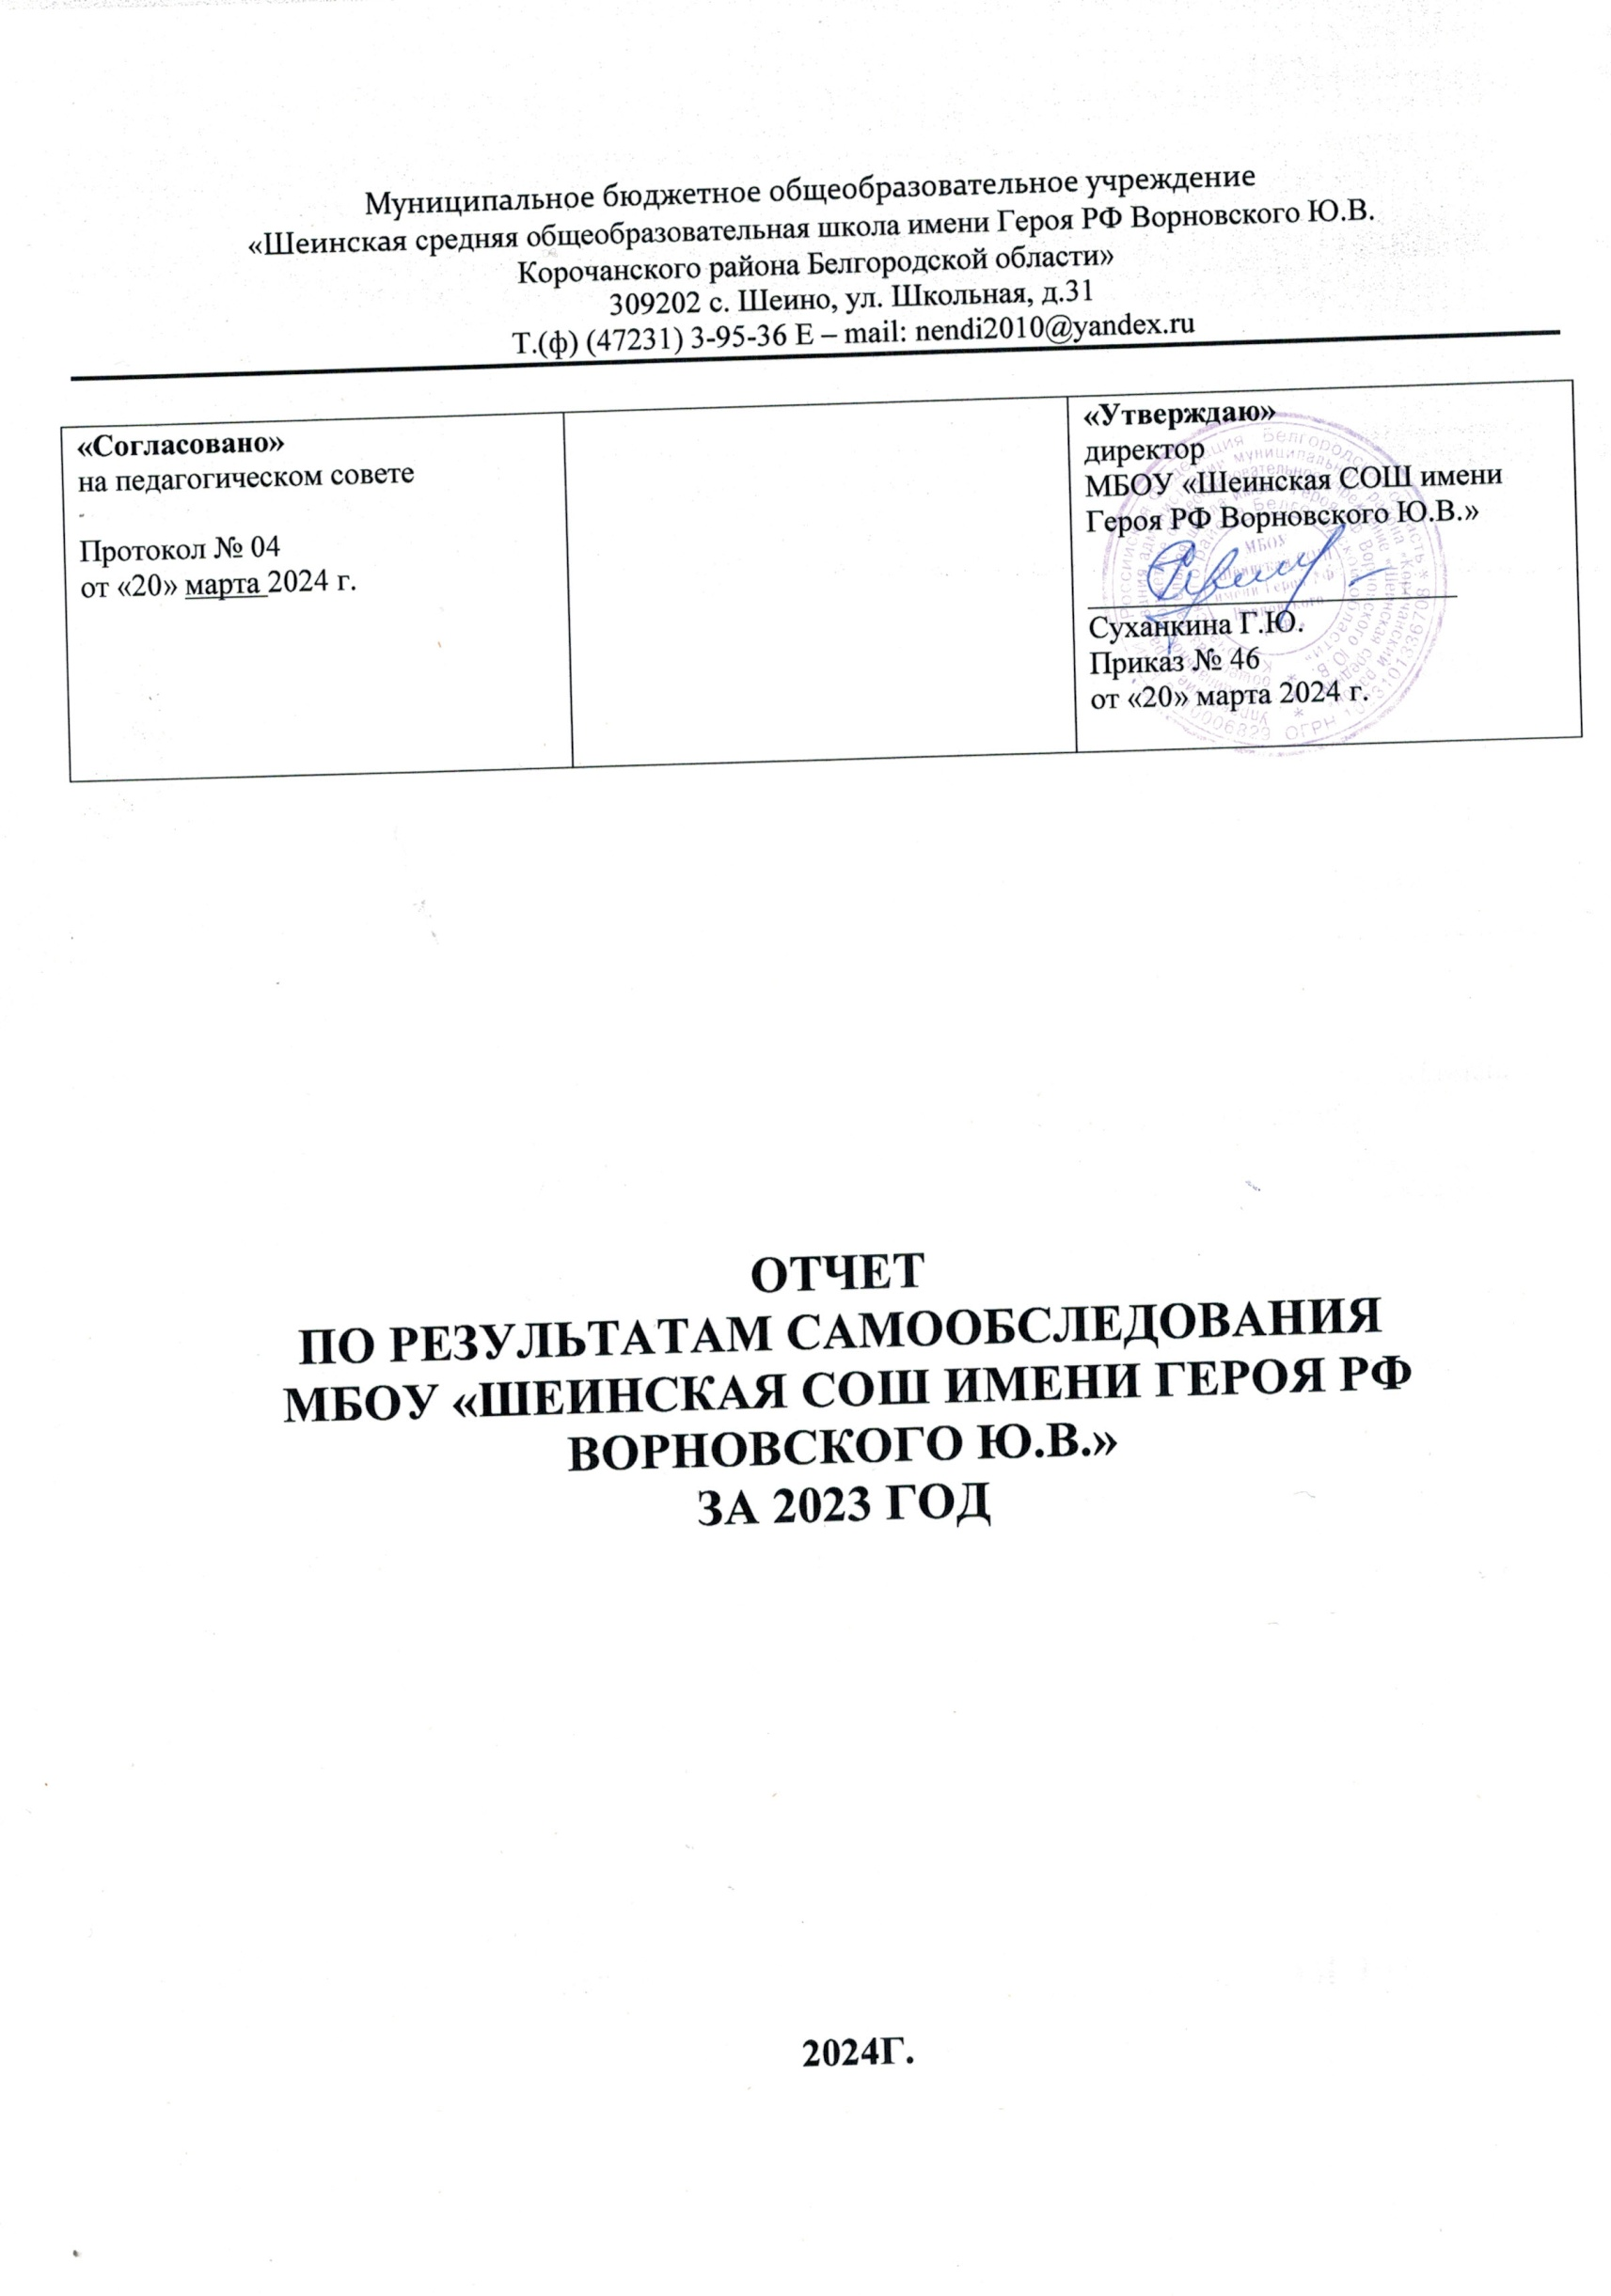 Муниципальное бюджетное общеобразовательное учреждение
«Шеинская средняя общеобразовательная школа имени Героя РФ Ворновского Ю.В.
Корочанского района Белгородской области»
309202 с. Шеино, ул. Школьная, д.31
Т.(ф) (47231) 3-95-36 E – mail: nendi2010@yandex.ru
«Согласовано»
на педагогическом совете
-
Протокол № 04
от «20» марта 2024 г.
«Утверждаю»
директор
МБОУ «Шеинская СОШ имени
Героя РФ Ворновского Ю.В.»
Суханкина Г.Ю.
Приказ № 46
от «20» марта 2024 г.
ОТЧЕТ
ПО РЕЗУЛЬТАТАМ САМООБСЛЕДОВАНИЯ
МБОУ «ШЕИНСКАЯ СОШ ИМЕНИ ГЕРОЯ РФ
ВОРНОВСКОГО Ю.В.»
ЗА 2023 ГОД
2024Г.